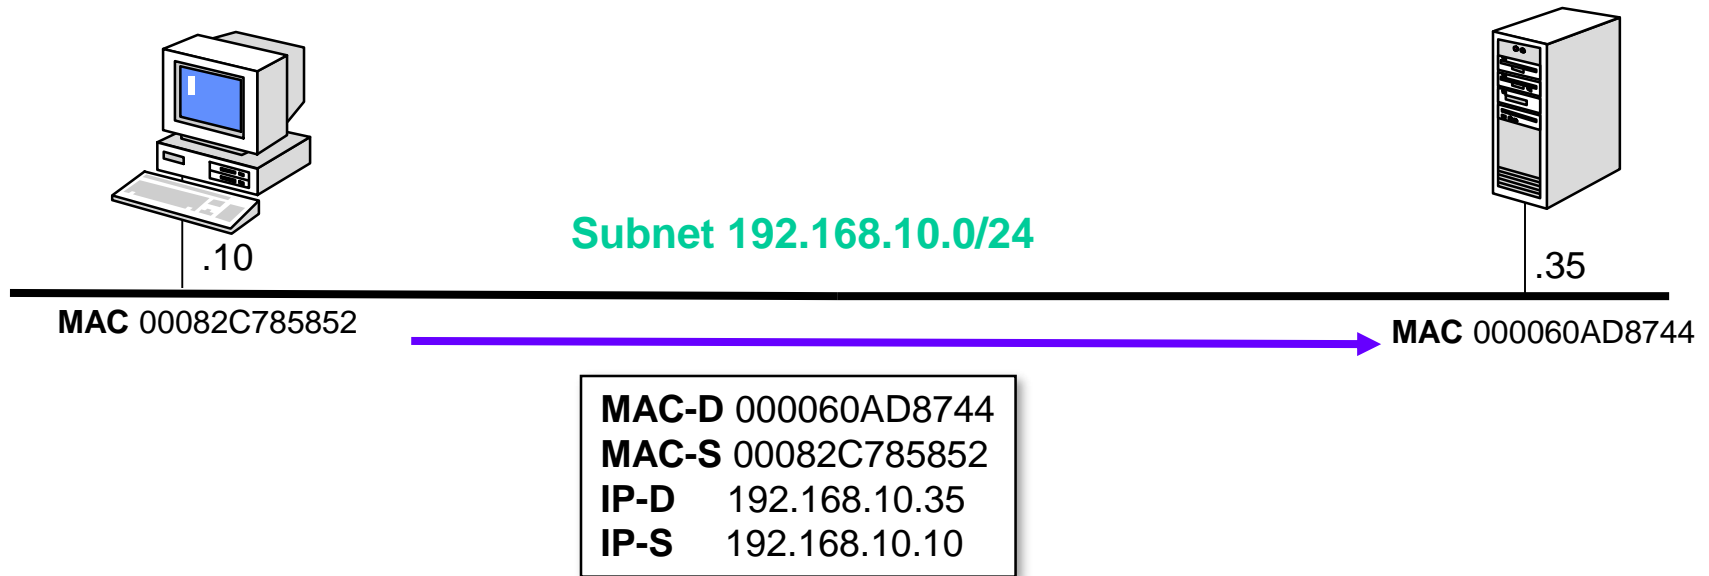 Subnet 192.168.10.0/24
.10
.35
MAC 00082C785852
MAC 000060AD8744
MAC-D 000060AD8744
MAC-S 00082C785852
IP-D 192.168.10.35
IP-S 192.168.10.10